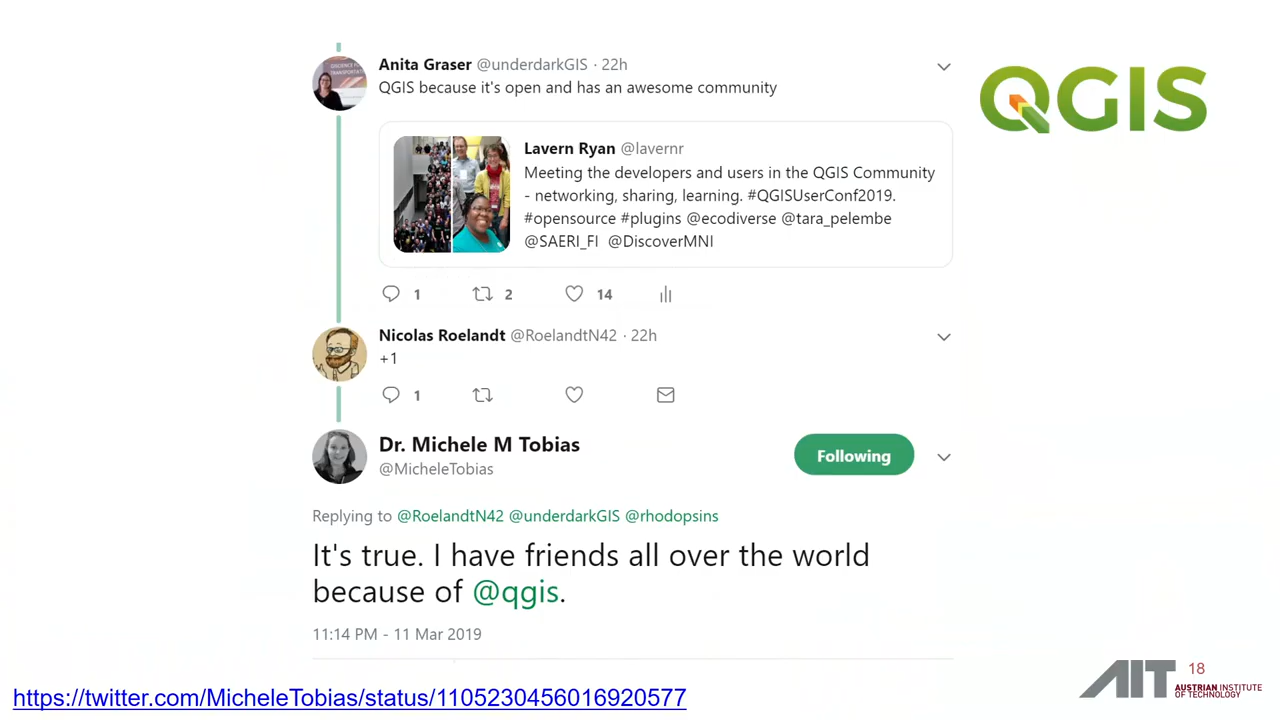 Anita Graser @underdarkGIS · 22h
QGIS because it's open and has an awesome community
QGIS
Lavern Ryan @lavernr
Meeting the developers and users in the QGIS Community
- networking, sharing, learning. #QGISUserConf2019.
#opensource #plugins @ecodiverse @tara_pelembe
@SAERI_FI @DiscoverMNI
1 2 14
Nicolas Roelandt @RoelandtN42 · 22h
+1
1
Dr. Michele M Tobias
@MicheleTobias
Following
Replying to @RoelandtN42 @underdarkGIS @rhodopsins
It's true. I have friends all over the world
because of @qgis.
11:14 PM - 11 Mar 2019
https://twitter.com/MicheleTobias/status/1105230456016920577
AIT
18
AUSTRIAN INSTITUTE
OF TECHNOLOGY